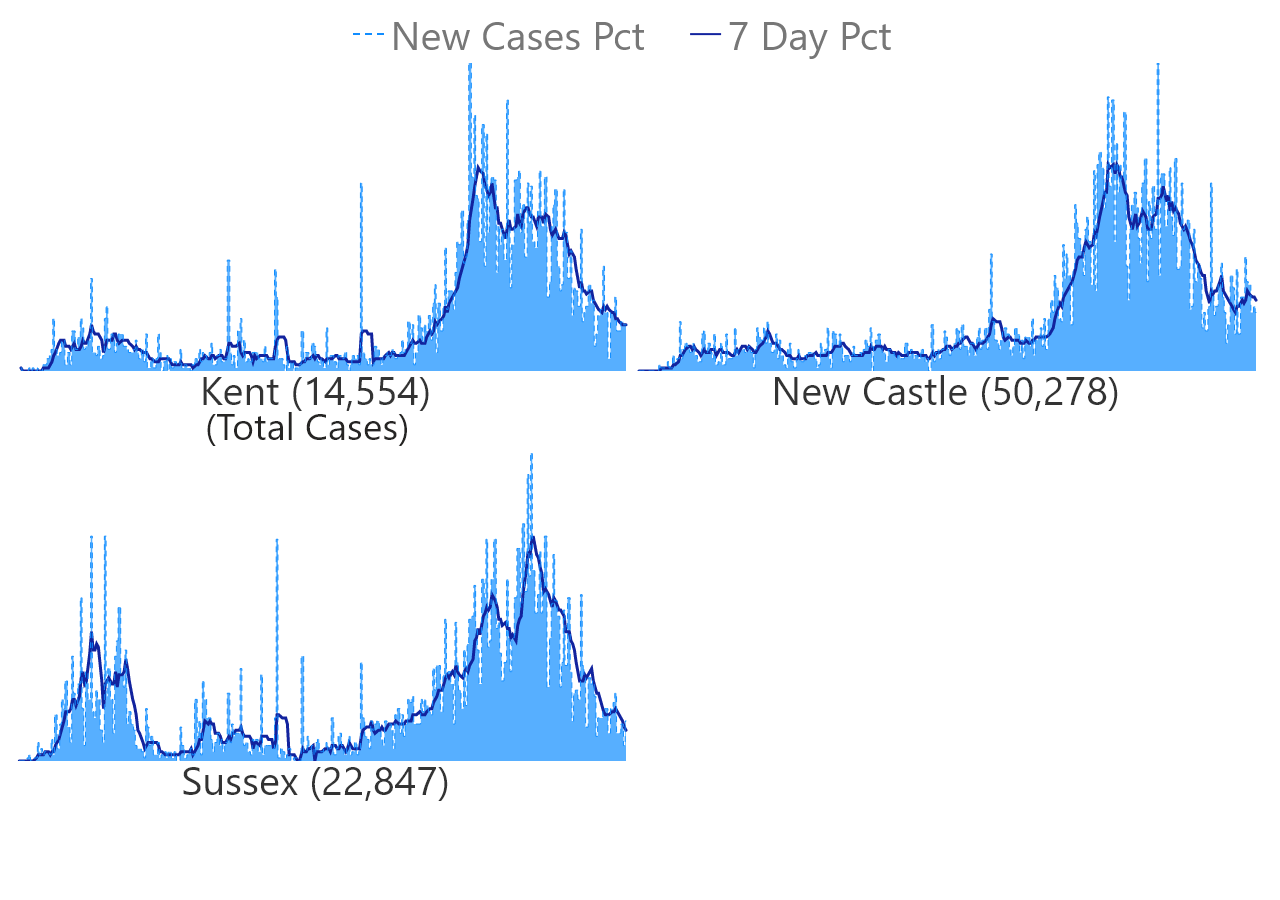 New Cases Pct 7 Day Pct
Kent (14,554) New Castle (50,278)
(Total Cases)
Sussex (22,847)